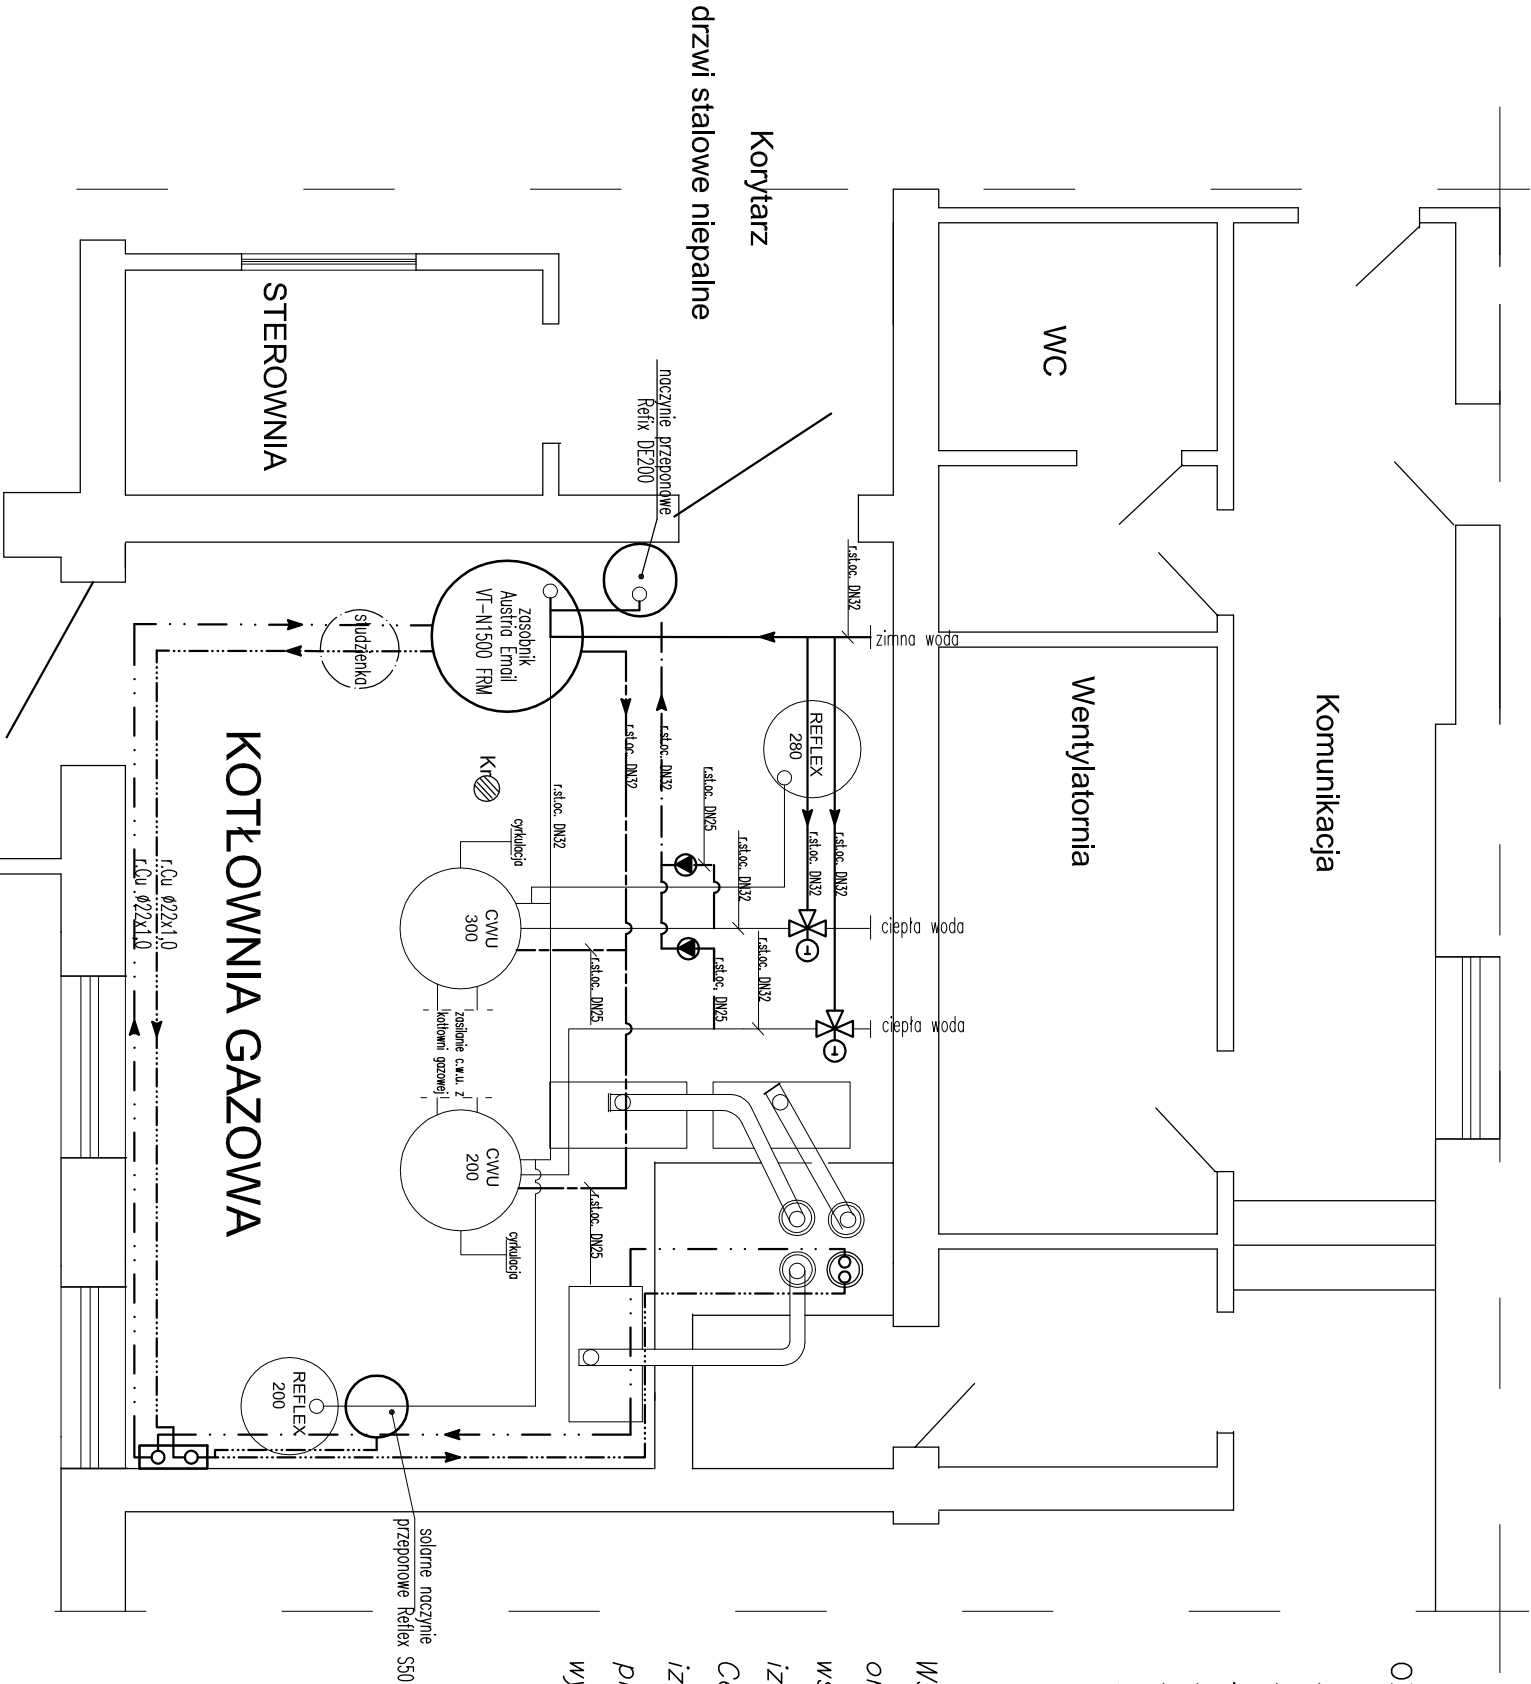 drzwi stalowe niepalne
Korytarz
STEROWNIA
WC
Wentylatornia
Komunikacja
KOTŁOWNIA GAZOWA
naczynie przeponowe
Refix DE200
zasobnik
Austria Email
VT-N1500 FRM
studzienka
r.st.oc. DN32
zimna woda
REFLEX
280
r.st.oc. DN32
r.st.oc. DN32
r.st.oc. DN32
r.st.oc. DN32
r.st.oc. DN25
r.st.oc. DN32
r.st.oc. DN32
r.st.oc. DN32
r.st.oc. DN25
r.st.oc. DN25
r.st.oc. DN25
ciepła woda
ciepła woda
Kr
cyrkulacja
CWU
300
zasilanie c.w.u. z
kotłowni gazowej
CWU
200
cyrkulacja
r.Cu ø22x1,0
r.Cu ø22x1,0
REFLEX
200
solarne naczynie
przeponowe Reflex S50